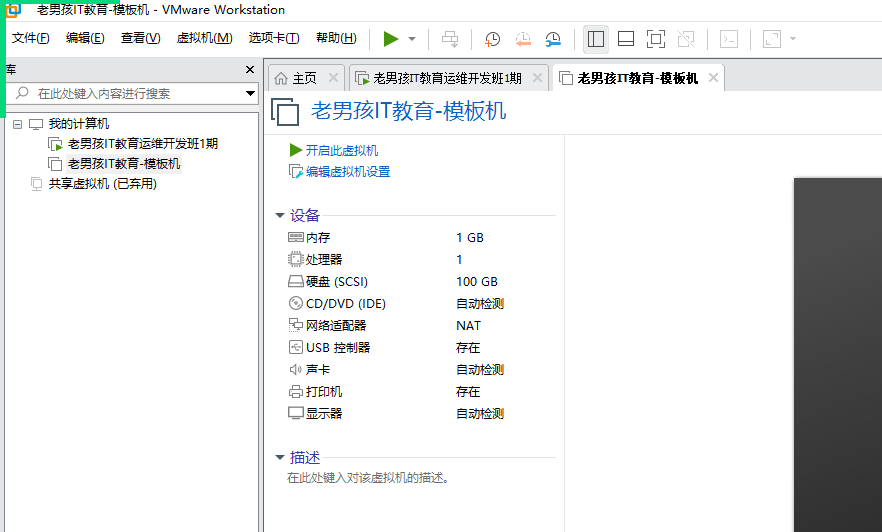 老男孩IT教育-模板机 - VMware Workstation
文件(F) 编辑(E) 查看(V) 虚拟机(M) 选项卡(T) 帮助(H)
库
在此处键入内容进行搜索
我的计算机
老男孩IT教育运维开发班1期
老男孩IT教育-模板机
共享虚拟机 (已弃用)
主页 老男孩IT教育运维开发班1期 老男孩IT教育-模板机
老男孩IT教育-模板机
开启此虚拟机
编辑虚拟机设置
设备
内存 1 GB
处理器 1
硬盘 (SCSI) 100 GB
CD/DVD (IDE) 自动检测
网络适配器 NAT
USB 控制器 存在
声卡 自动检测
打印机 存在
显示器 自动检测
描述
在此处键入对该虚拟机的描述。